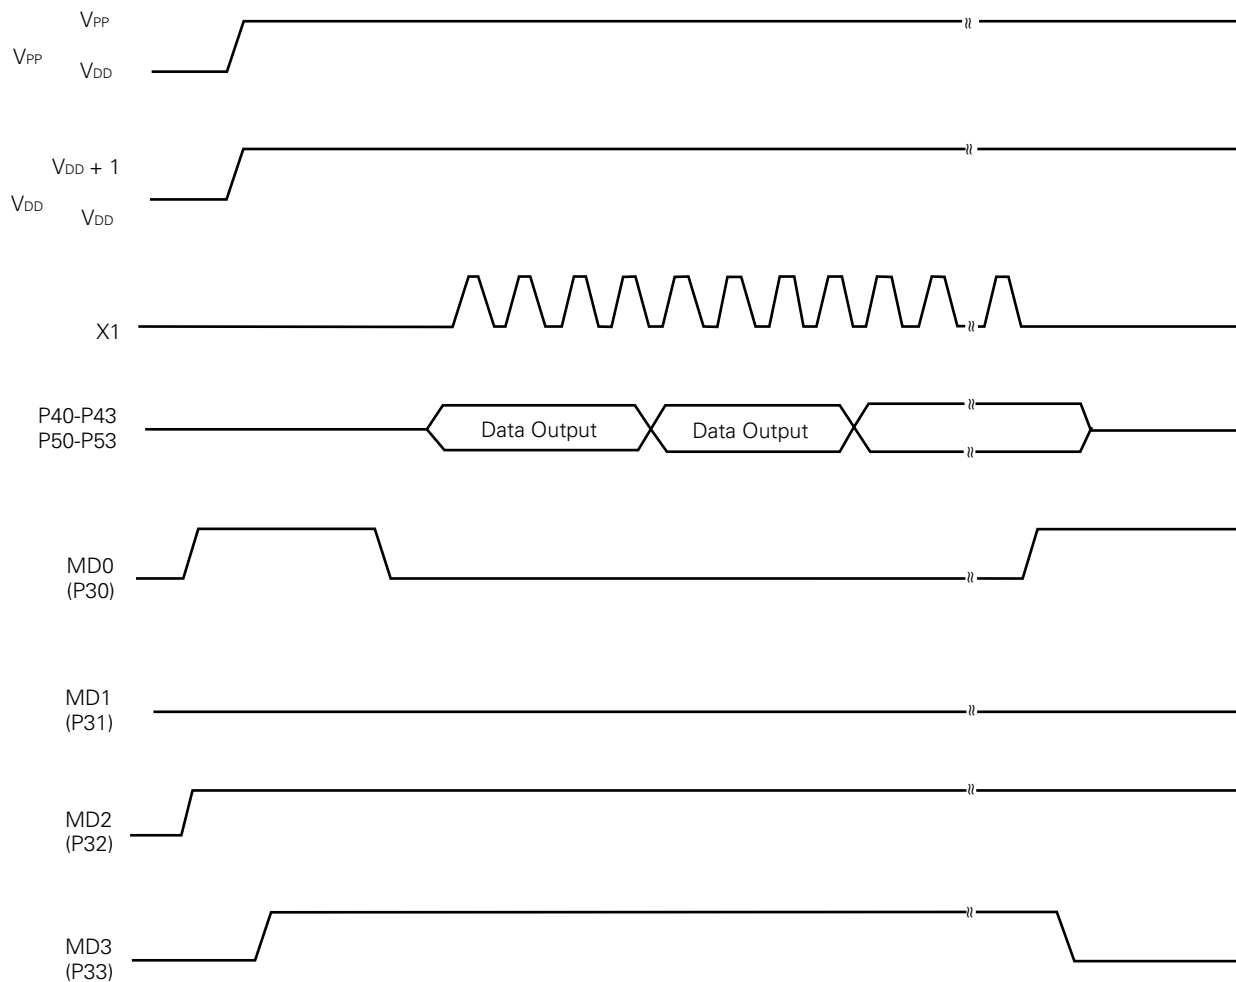 VPP
VPP
VDD
VDD + 1
VDD
VDD
X1
P40-P43
P50-P53
Data Output
Data Output
MD0
(P30)
MD1
(P31)
MD2
(P32)
MD3
(P33)